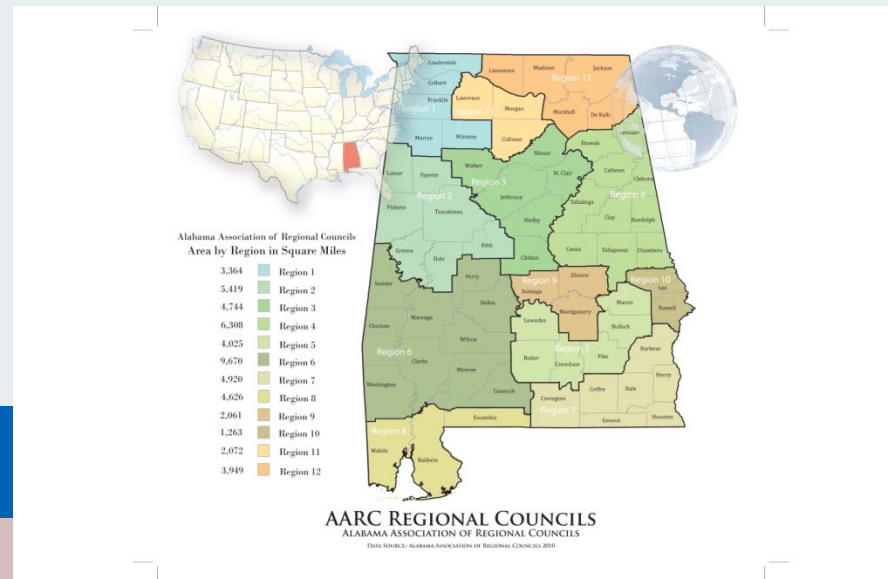 Lauderdale
Limestone
Madison
Jackson
Colbert
Region 12
Franklin
Lawrence
Region 1
Region 11
Morgan
Marshall
De Kalb
Marion
Winston
Cullman
Etowah
Cherokee
Blount
Walker
Lamar
Fayette
Region 3
St. Clair
Calhoun
Cleburne
Region 2
Jefferson
Talladega
Region 4
Pickens
Tuscaloosa
Shelby
Clay
Randolph
Greene
Hale
Bibb
Chilton
Coosa
Tallapoosa
Chambers
Alabama Association of Regional Councils
Area by Region in Square Miles
3,364 Region 1
5,419 Region 2
4,744 Region 3
6,308 Region 4
4,025 Region 5
9,670 Region 6
4,920 Region 7
4,626 Region 8
2,061 Region 9
1,263 Region 10
2,072 Region 11
3,949 Region 12
Sumter
Perry
Dallas
Region 9
Elmore
Autauga
Region 10
Lee
Macon
Russell
Choctaw
Marengo
Montgomery
Lowndes
Bullock
Wilcox
Region 6
Clarke
Butler
Region 5
Crenshaw
Pike
Barbour
Monroe
Henry
Washington
Conecuh
Covington
Coffee
Dale
Region 7
Geneva
Houston
Escambia
Region 8
Mobile
Baldwin
AARC REGIONAL COUNCILS
ALABAMA ASSOCIATION OF REGIONAL COUNCILS
DATA SOURCE: ALABAMA ASSOCIATION OF REGIONAL COUNCILS 2010